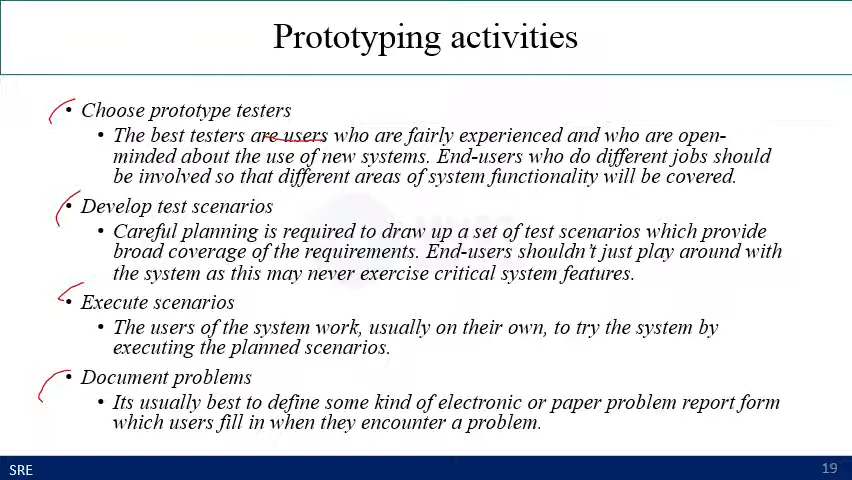 Prototyping activities
• Choose prototype testers
• The best testers are users who are fairly experienced and who are open-
minded about the use of new systems. End-users who do different jobs should
be involved so that different areas of system functionality will be covered.
• Develop test scenarios
• Careful planning is required to draw up a set of test scenarios which provide
broad coverage of the requirements. End-users shouldn't just play around with
the system as this may never exercise critical system features.
• Execute scenarios
• The users of the system work, usually on their own, to try the system by
executing the planned scenarios.
• Document problems
• Its usually best to define some kind of electronic or paper problem report form
which users fill in when they encounter a problem.
SRE
19